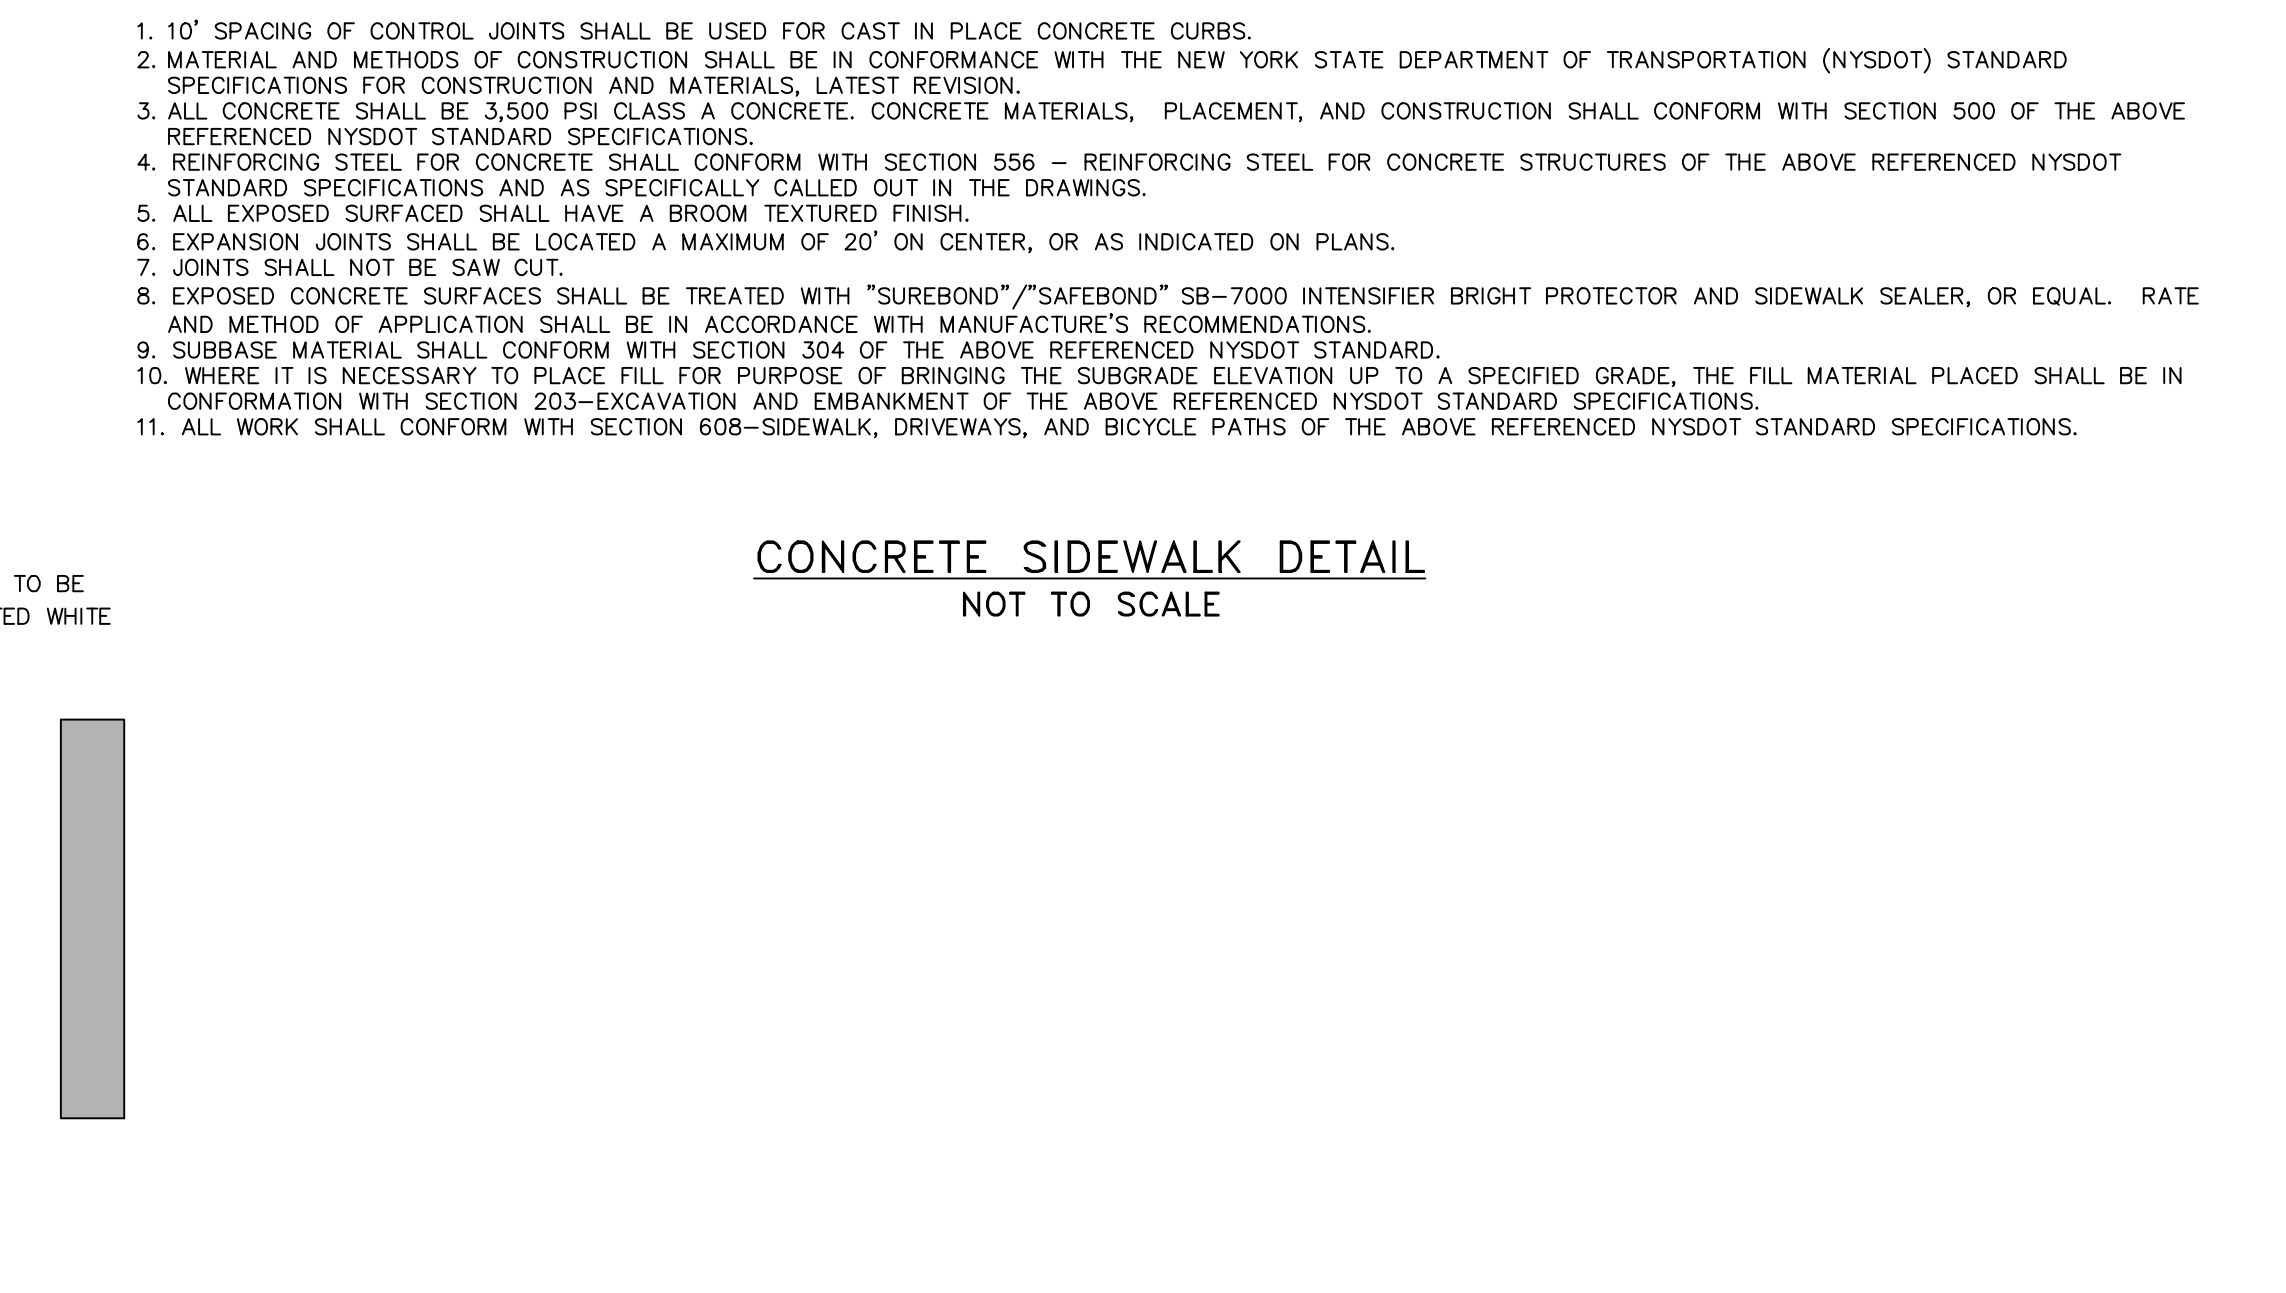 1. 10' SPACING OF CONTROL JOINTS SHALL BE USED FOR CAST IN PLACE CONCRETE CURBS.
2. MATERIAL AND METHODS OF CONSTRUCTION SHALL BE IN CONFORMANCE WITH THE NEW YORK STATE DEPARTMENT OF TRANSPORTATION (NYSDOT) STANDARD
SPECIFICATIONS FOR CONSTRUCTION AND MATERIALS, LATEST REVISION.
3. ALL CONCRETE SHALL BE 3,500 PSI CLASS A CONCRETE. CONCRETE MATERIALS, PLACEMENT, AND CONSTRUCTION SHALL CONFORM WITH SECTION 500 OF THE ABOVE
REFERENCED NYSDOT STANDARD SPECIFICATIONS.
4. REINFORCING STEEL FOR CONCRETE SHALL CONFORM WITH SECTION 556 – REINFORCING STEEL FOR CONCRETE STRUCTURES OF THE ABOVE REFERENCED NYSDOT
STANDARD SPECIFICATIONS AND AS SPECIFICALLY CALLED OUT IN THE DRAWINGS.
5. ALL EXPOSED SURFACED SHALL HAVE A BROOM TEXTURED FINISH.
6. EXPANSION JOINTS SHALL BE LOCATED A MAXIMUM OF 20' ON CENTER, OR AS INDICATED ON PLANS.
7. JOINTS SHALL NOT BE SAW CUT.
8. EXPOSED CONCRETE SURFACES SHALL BE TREATED WITH "SUREBOND"/"SAFEBOND" SB–7000 INTENSIFIER BRIGHT PROTECTOR AND SIDEWALK SEALER, OR EQUAL. RATE
AND METHOD OF APPLICATION SHALL BE IN ACCORDANCE WITH MANUFACTURE'S RECOMMENDATIONS.
9. SUBBASE MATERIAL SHALL CONFORM WITH SECTION 304 OF THE ABOVE REFERENCED NYSDOT STANDARD.
10. WHERE IT IS NECESSARY TO PLACE FILL FOR PURPOSE OF BRINGING THE SUBGRADE ELEVATION UP TO A SPECIFIED GRADE, THE FILL MATERIAL PLACED SHALL BE IN
CONFORMATION WITH SECTION 203–EXCAVATION AND EMBANKMENT OF THE ABOVE REFERENCED NYSDOT STANDARD SPECIFICATIONS.
11. ALL WORK SHALL CONFORM WITH SECTION 608–SIDEWALK, DRIVEWAYS, AND BICYCLE PATHS OF THE ABOVE REFERENCED NYSDOT STANDARD SPECIFICATIONS.
CONCRETE SIDEWALK DETAIL
NOT TO SCALE
TO BE
WHITE